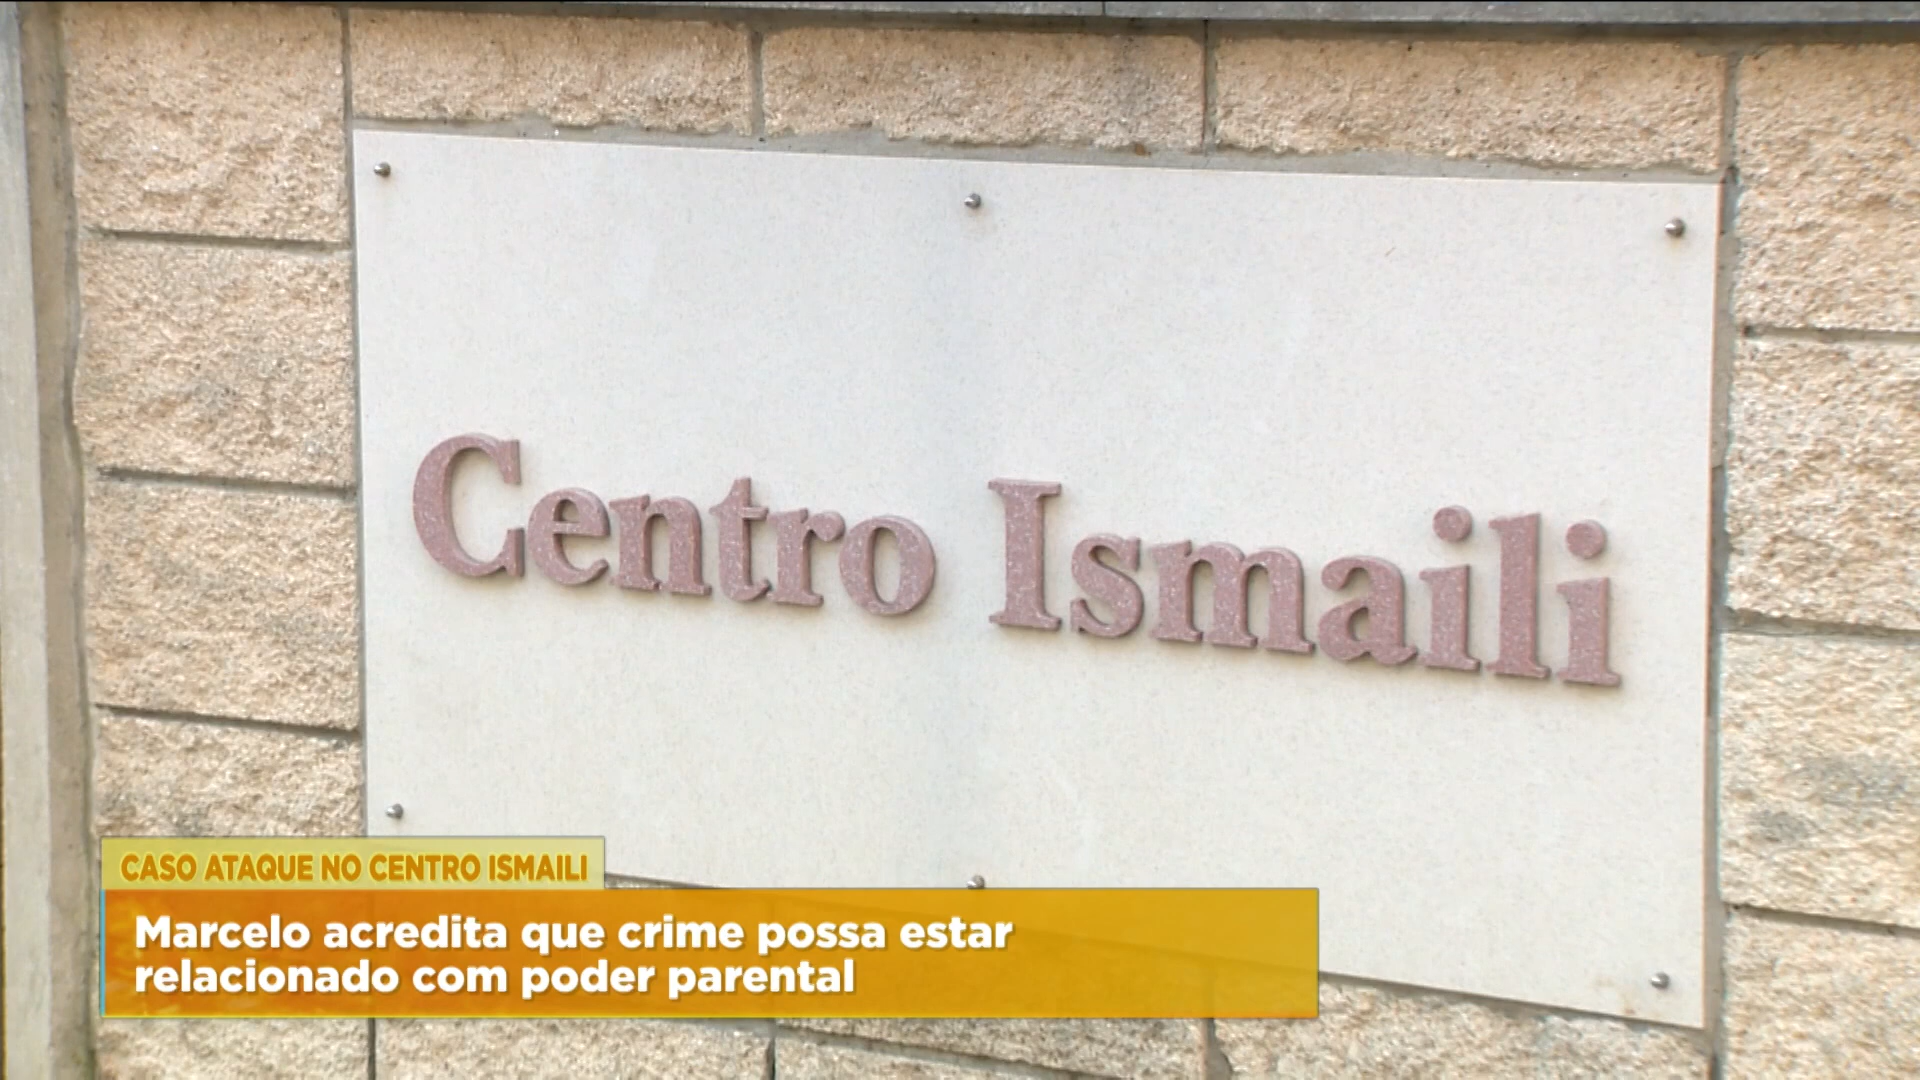 Centro Ismaili
CASO ATAQUE NO CENTRO ISMAILI
Marcelo acredita que crime possa estar
relacionado com poder parental